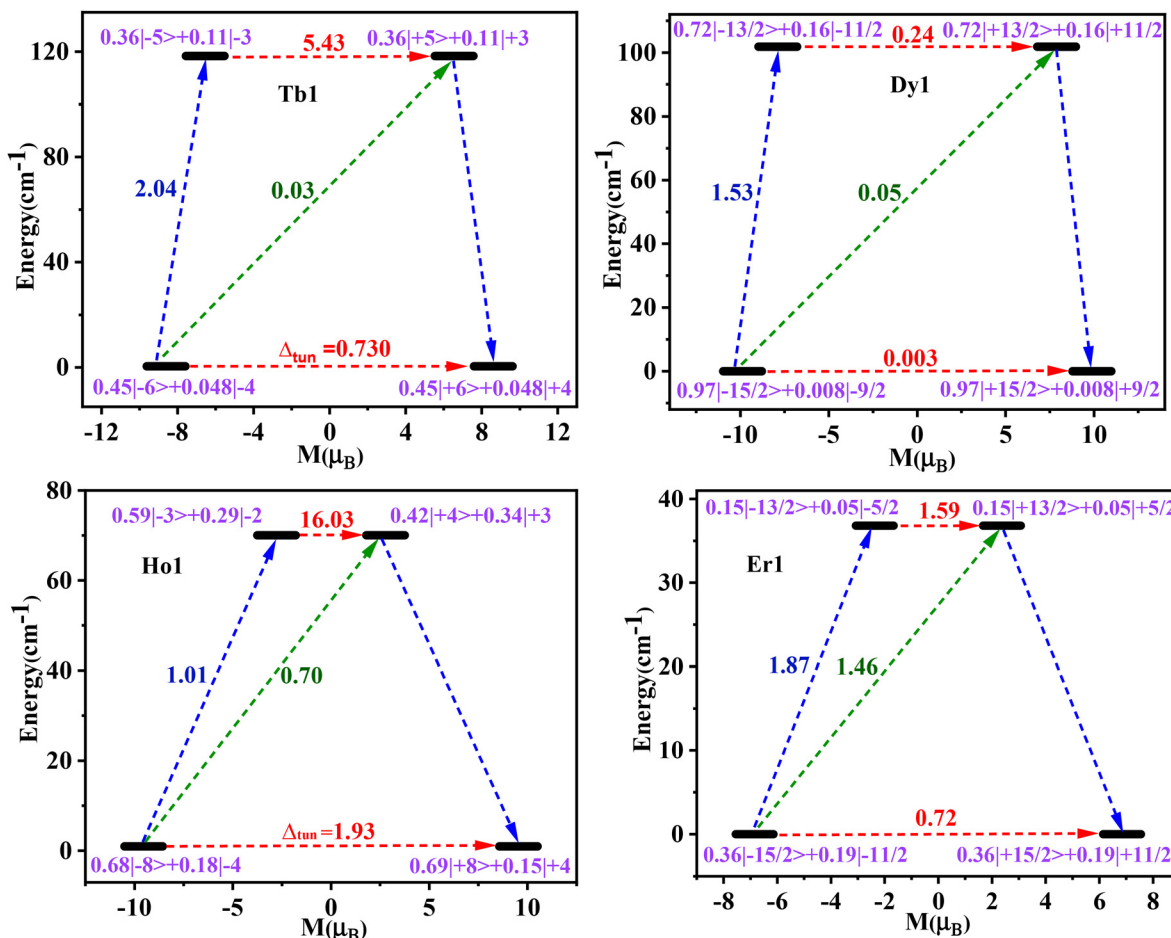 0.36|-5>+0.11|-3
0.36|+5>+0.11|+3
5.43
Tb1
2.04
0.03
Δtun =0.730
0.45|-6>+0.048|-4
0.45|+6>+0.048|+4
120
80
40
0
-12 -8 -4 0 4 8 12
Energy(cm-1)
M(μB)
0.72|-13/2>+0.16|-11/2
0.72|+13/2>+0.16|+11/2
0.24
Dy1
1.53
0.05
0.003
0.97|-15/2>+0.008|-9/2
0.97|+15/2>+0.008|+9/2
100
80
60
40
20
0
-10 -5 0 5 10
Energy(cm-1)
M(μB)
0.59|-3>+0.29|-2
0.42|+4>+0.34|+3
16.03
Ho1
1.01
0.70
Δtun =1.93
0.68|-8>+0.18|-4
0.69|+8>+0.15|+4
80
60
40
20
0
-10 -5 0 5 10
Energy(cm-1)
M(μB)
0.15|-13/2>+0.05|-5/2
0.15|+13/2>+0.05|+5/2
1.59
Er1
1.87
1.46
0.72
0.36|-15/2>+0.19|-11/2
0.36|+15/2>+0.19|+11/2
40
30
20
10
0
-8 -6 -4 -2 0 2 4 6 8
Energy(cm-1)
M(μB)